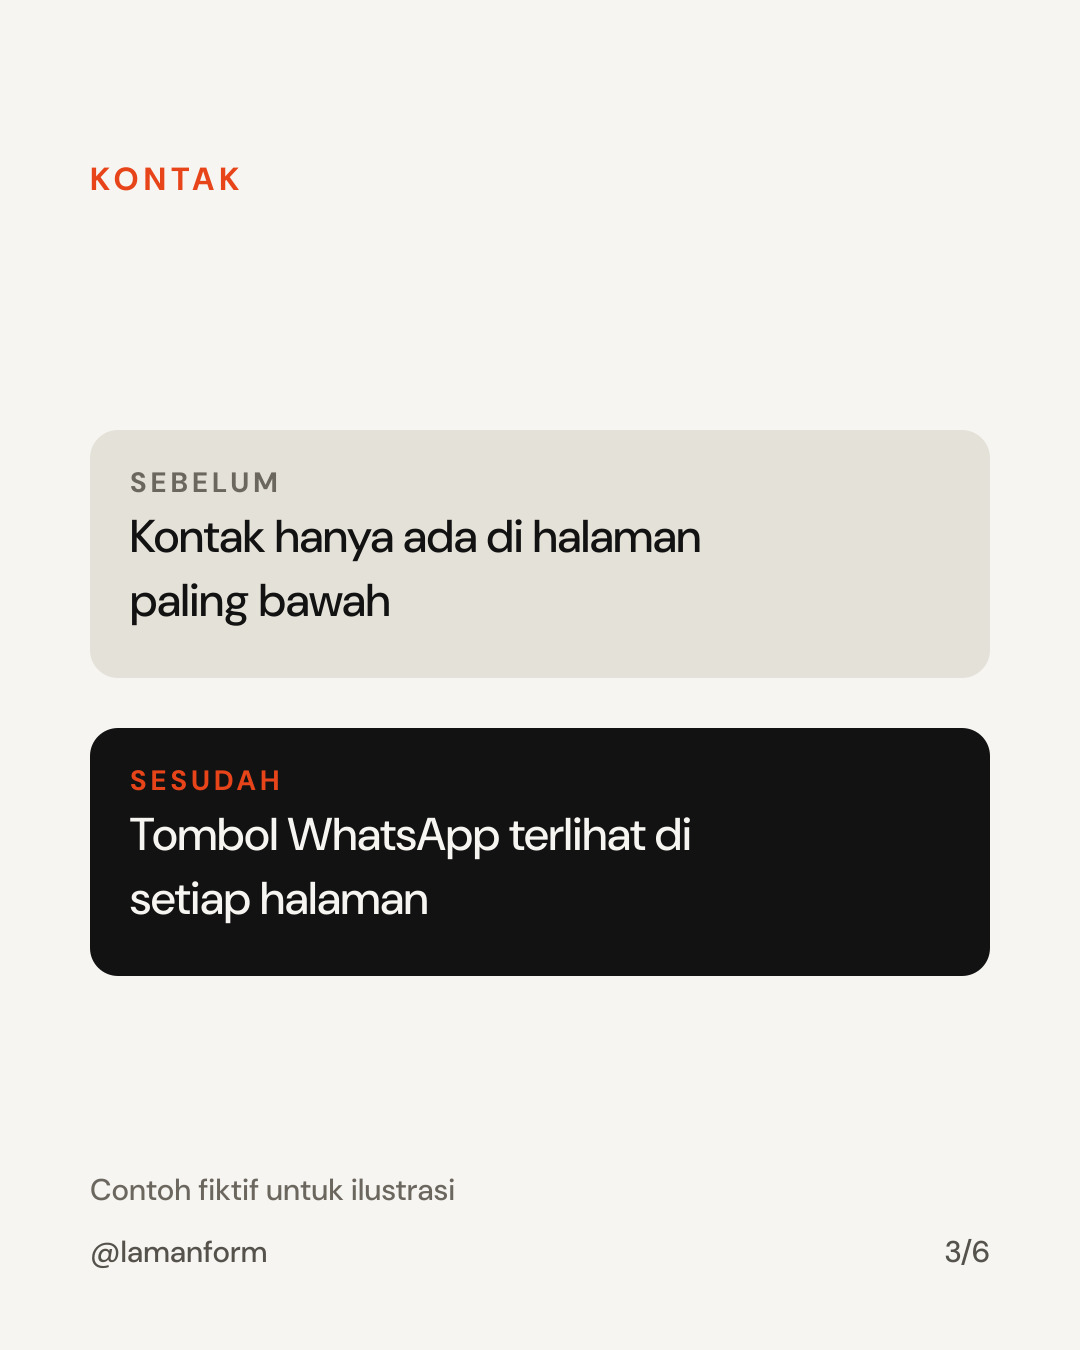 KONTAK
SEBELUM
Kontak hanya ada di halaman
paling bawah
SESUDAH
Tombol WhatsApp terlihat di
setiap halaman
Contoh fiktif untuk ilustrasi
@lamanform
3/6